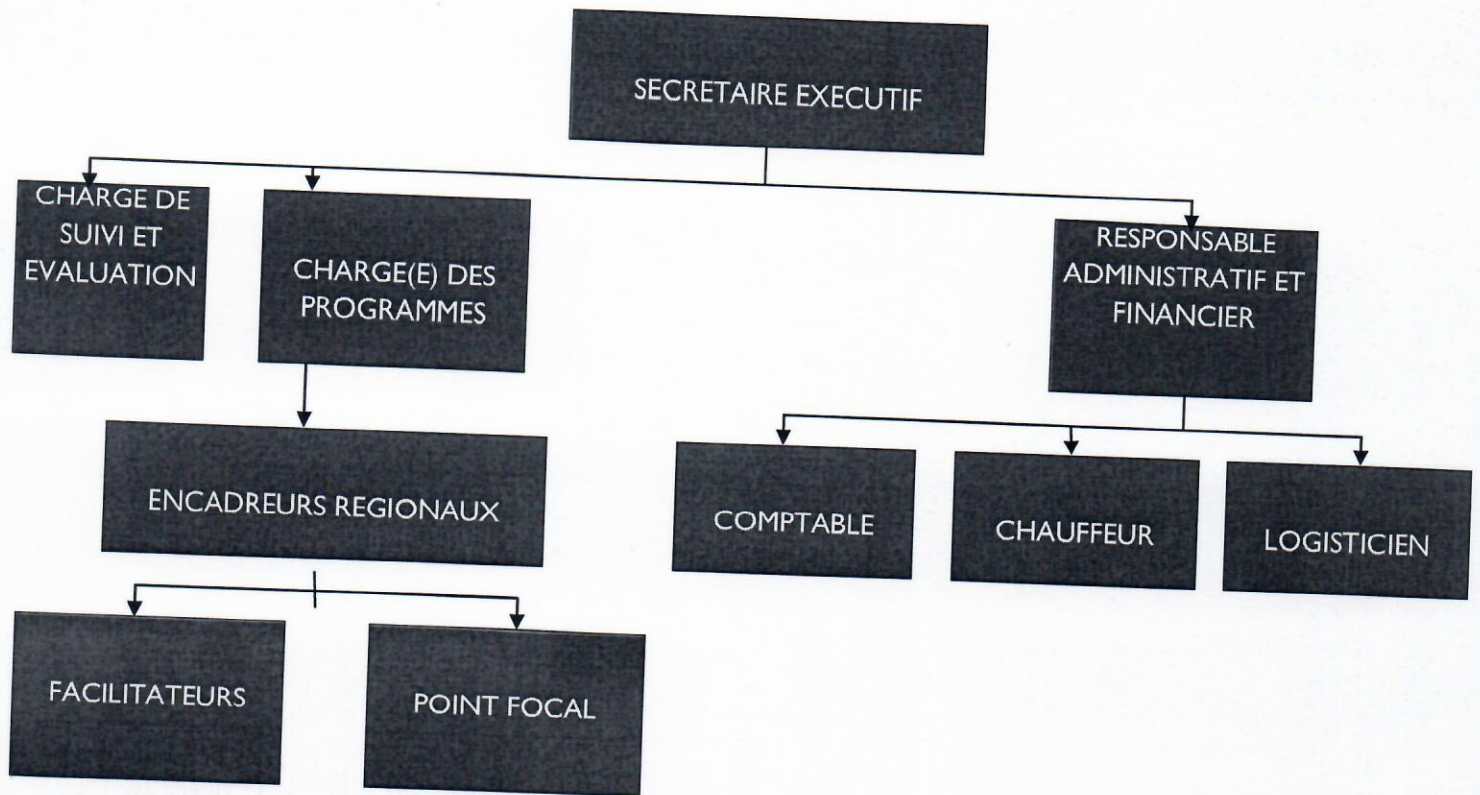 SECRETAIRE EXECUTIF
CHARGE DE
SUIVI ET
EVALUATION
CHARGE(E) DES
PROGRAMMES
RESPONSABLE
ADMINISTRATIF ET
FINANCIER
ENCADREURS REGIONAUX
COMPTABLE
CHAUFFEUR
LOGISTICIEN
FACILITATEURS
POINT FOCAL